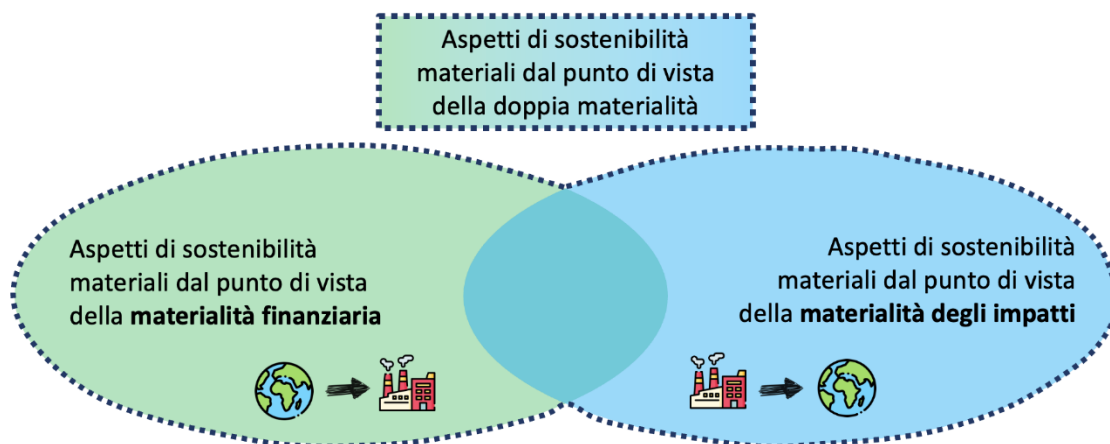 Aspetti di sostenibilità
materiali dal punto di vista
della doppia materialità
Aspetti di sostenibilità
materiali dal punto di vista
della materialità finanziaria
Aspetti di sostenibilità
materiali dal punto di vista
della materialità degli impatti